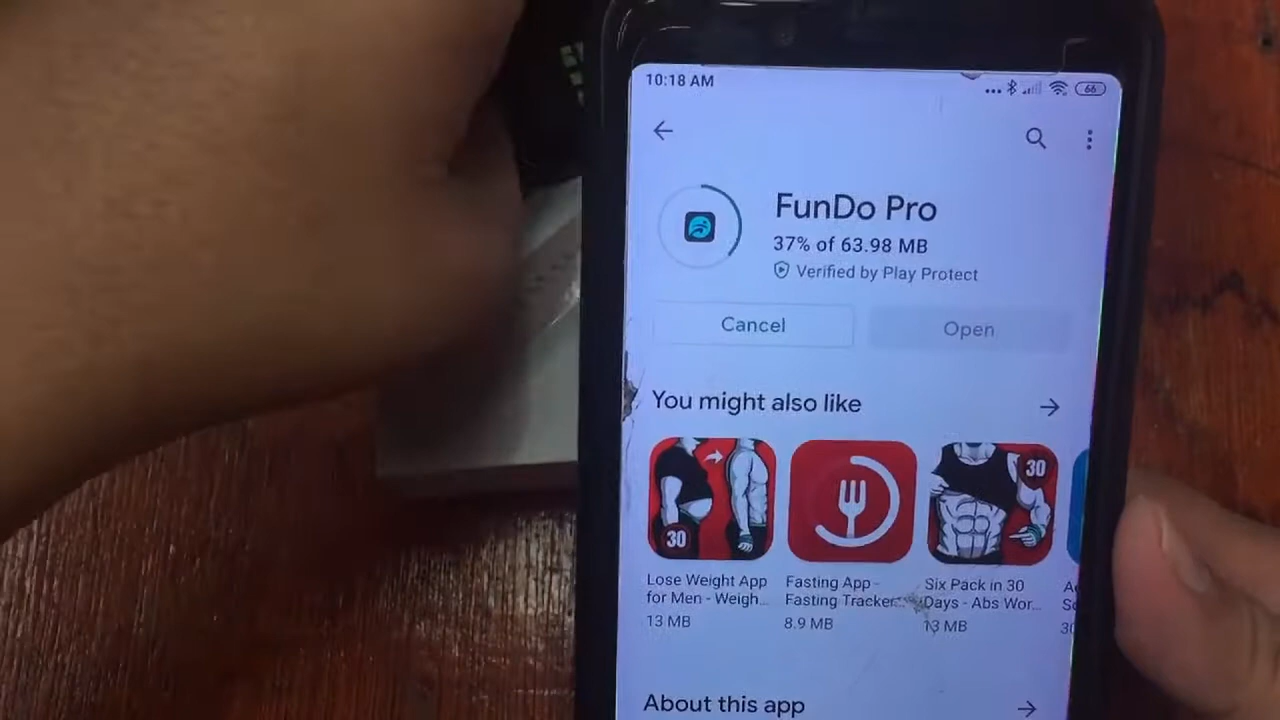 10:18 AM
66
FunDo Pro
37% of 63.98 MB
Verified by Play Protect
Cancel
Open
You might also like
30
30
Lose Weight App
for Men - Weigh...
13 MB
Fasting App -
Fasting Tracker...
8.9 MB
Six Pack in 30
Days - Abs Wor...
13 MB
About this app